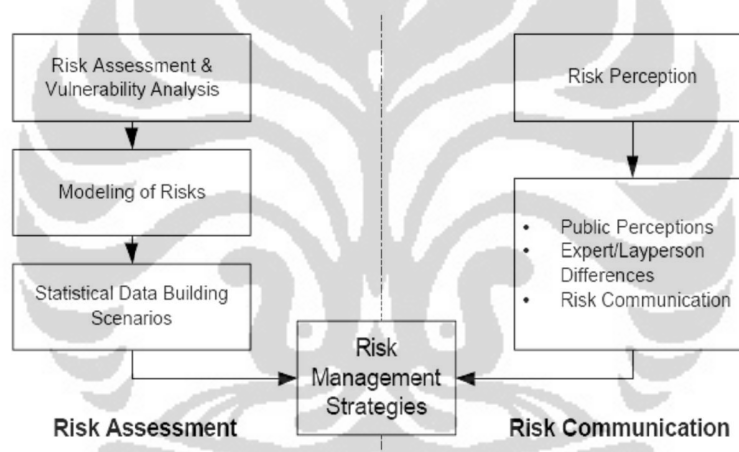 Risk Assessment &
Vulnerability Analysis
Modeling of Risks
Statistical Data Building
Scenarios
Risk Assessment
Risk
Management
Strategies
Risk Perception
• Public Perceptions
• Expert/Layperson
Differences
• Risk Communication
Risk Communication